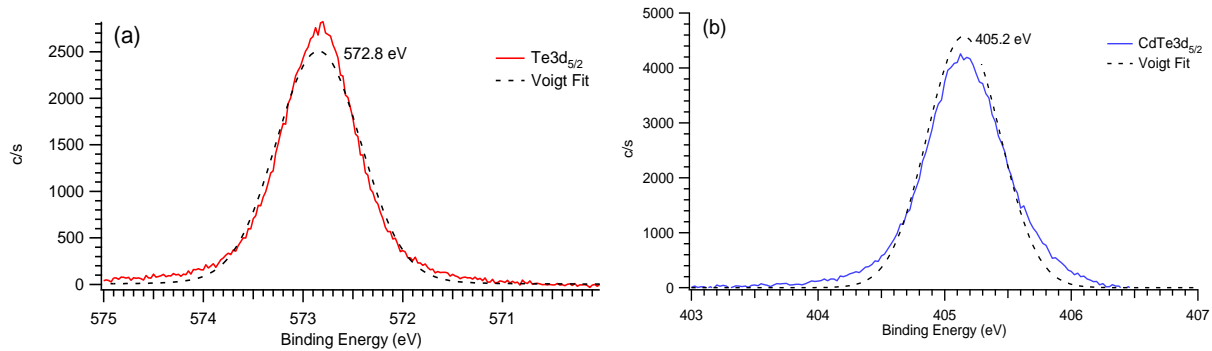 (a)
572.8 eV
Te3d5/2
Voigt Fit
2500
2000
1500
1000
500
0
c/s
575
574
573
572
571
Binding Energy (eV)
(b)
405.2 eV
CdTe3d5/2
Voigt Fit
5000
4000
3000
2000
1000
0
c/s
403
404
405
406
407
Binding Energy (eV)